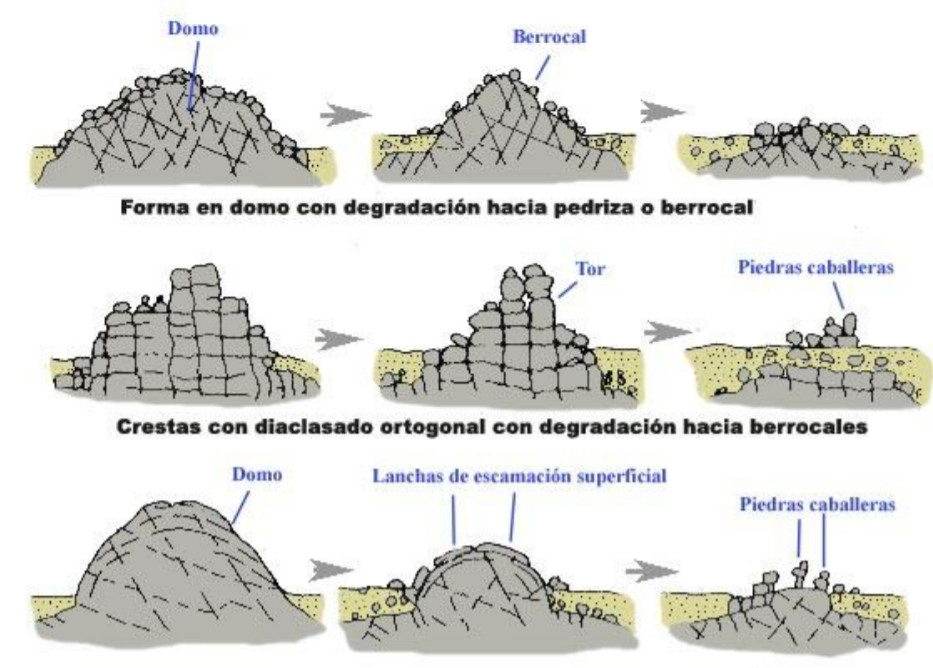 Domo
Berrocal
Forma en domo con degradación hacia pedriza o berrocal
Tor
Piedras caballeras
Crestas con diaclasado ortogonal con degradación hacia berrocales
Domo
Lanchas de escamación superficial
Piedras caballeras